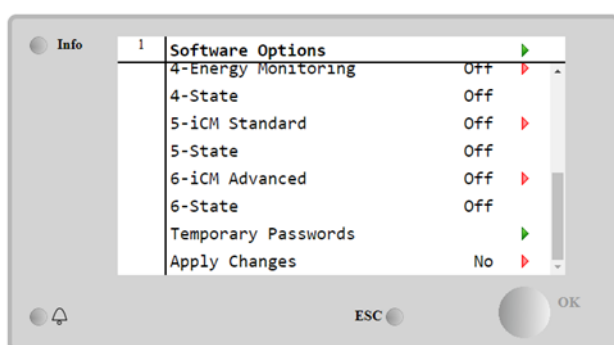 Info
1 Software Options
4-Energy Monitoring Off
4-State Off
5-iCM Standard Off
5-State Off
6-iCM Advanced Off
6-State Off
Temporary Passwords
Apply Changes No
ESC
OK